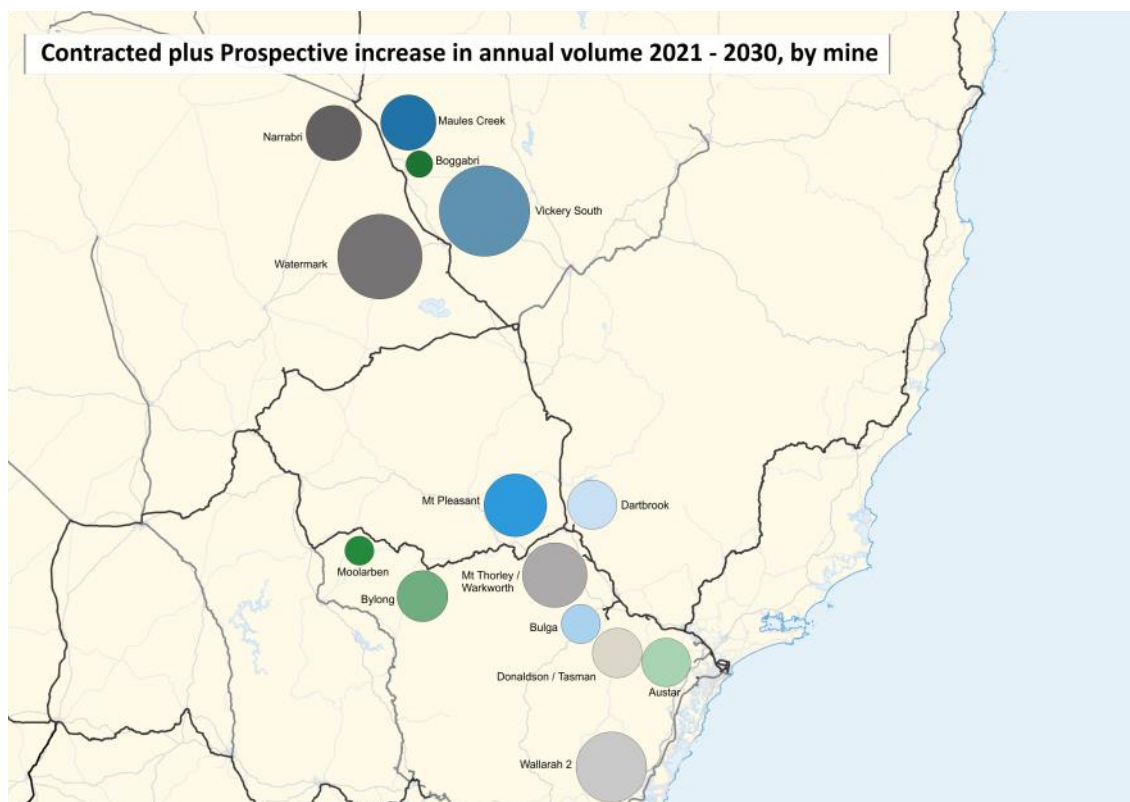 Contracted plus Prospective increase in annual volume 2021 - 2030, by mine
Maules Creek
Narrabri
Boggabri
Vickery South
Watermark
Mt Pleasant
Dartbrook
Moolarben
Mt Thorley /
Warkworth
Bylong
Bulga
Donaldson / Tasman
Austar
Wallarah 2